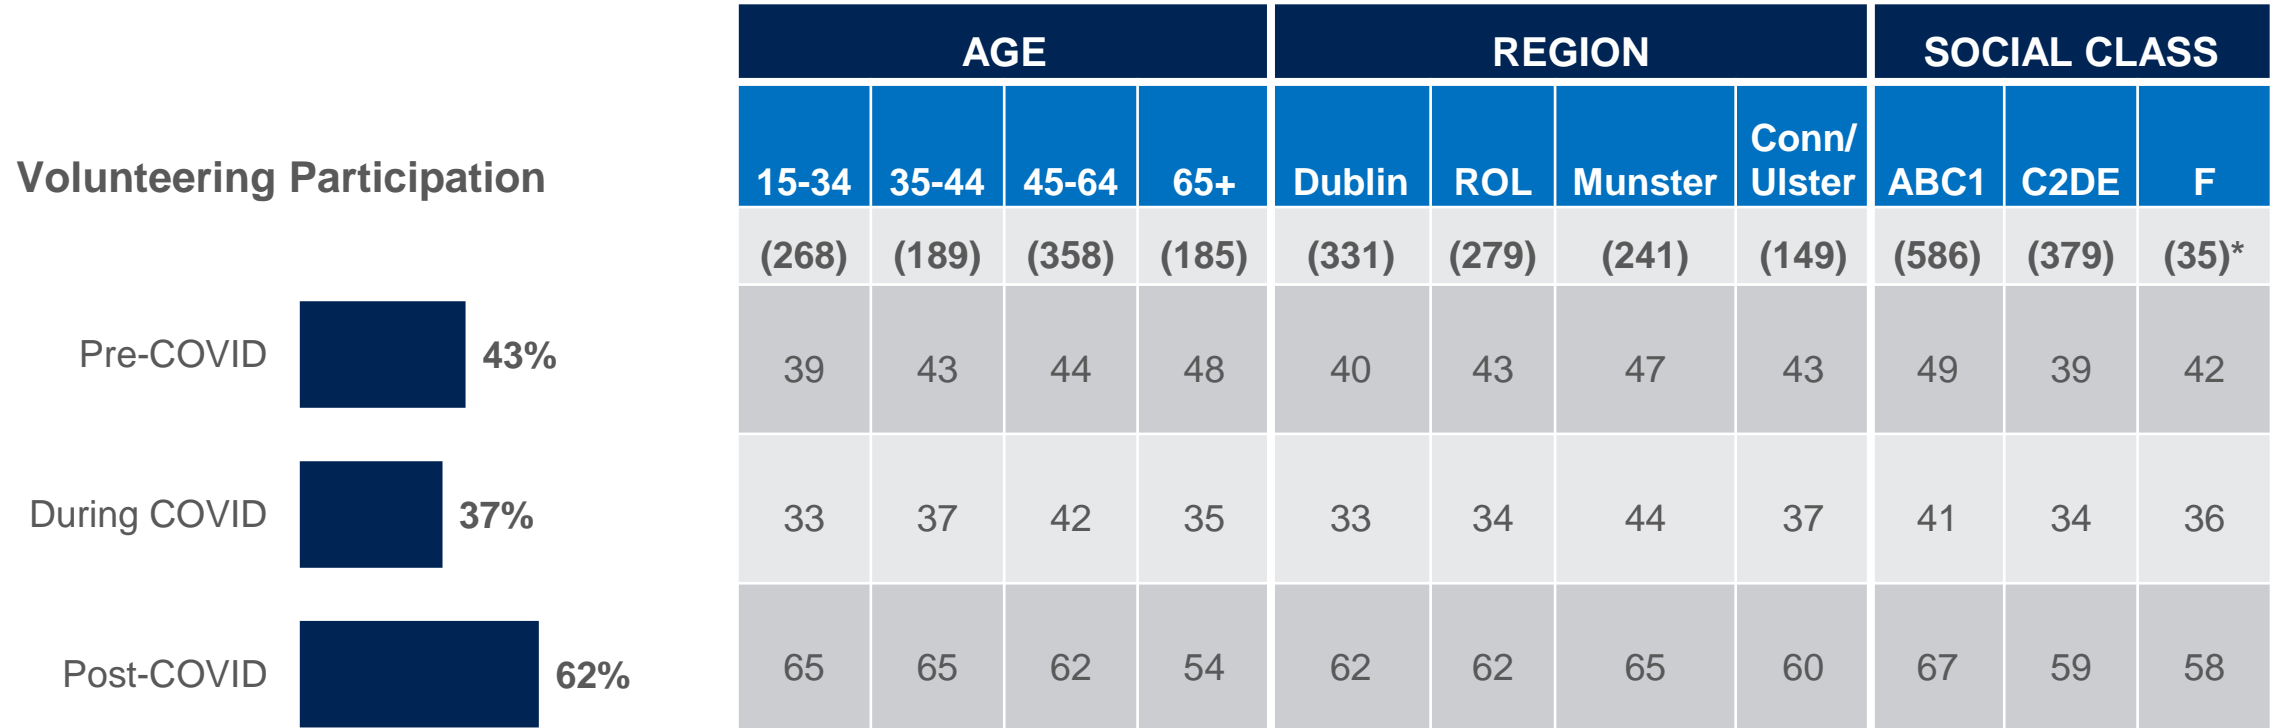 AGE REGION SOCIAL CLASS
Volunteering Participation 15-34 35-44 45-64 65+ Dublin ROL Munster Conn/
Ulster ABC1 C2DE F
(268) (189) (358) (185) (331) (279) (241) (149) (586) (379) (35)*
Pre-COVID 43% 39 43 44 48 40 43 47 43 49 39 42
During COVID 37% 33 37 42 35 33 34 44 37 41 34 36
Post-COVID 62% 65 65 62 54 62 62 65 60 67 59 58